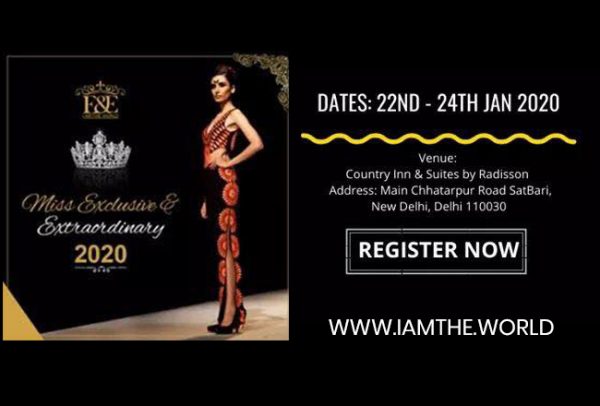 F&E
Miss Exclusive &
Extraordinary
2020
DATES: 22ND - 24TH JAN 2020
Venue:
Country Inn & Suites by Radisson
Address: Main Chhatarpur Road SatBari,
New Delhi, Delhi 110030
REGISTER NOW
WWW.IAMTHE.WORLD